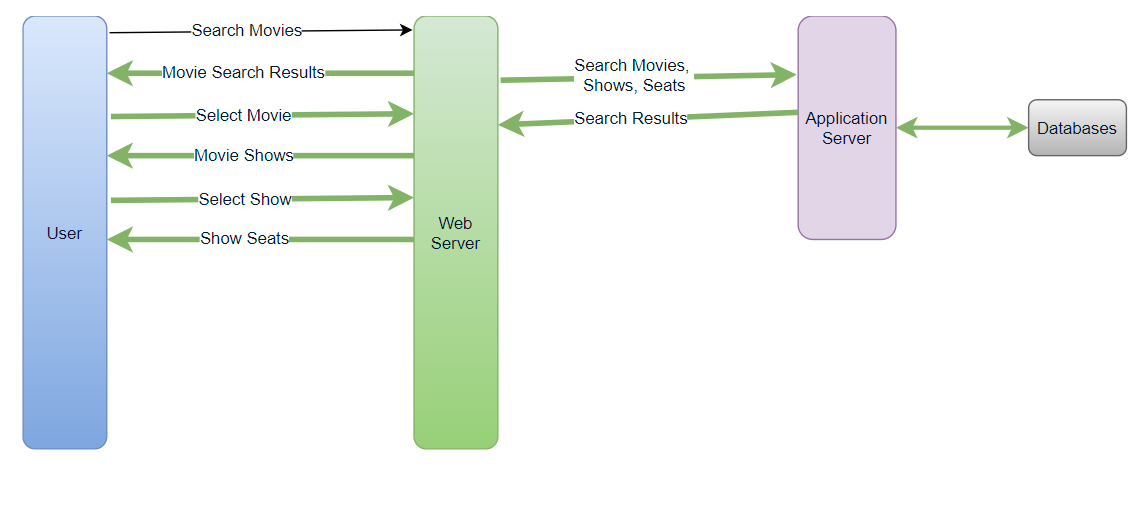 Search Movies
Movie Search Results
Search Movies,
Shows, Seats
Select Movie
Search Results
Application
Server
Databases
Movie Shows
Select Show
User
Web
Server
Show Seats